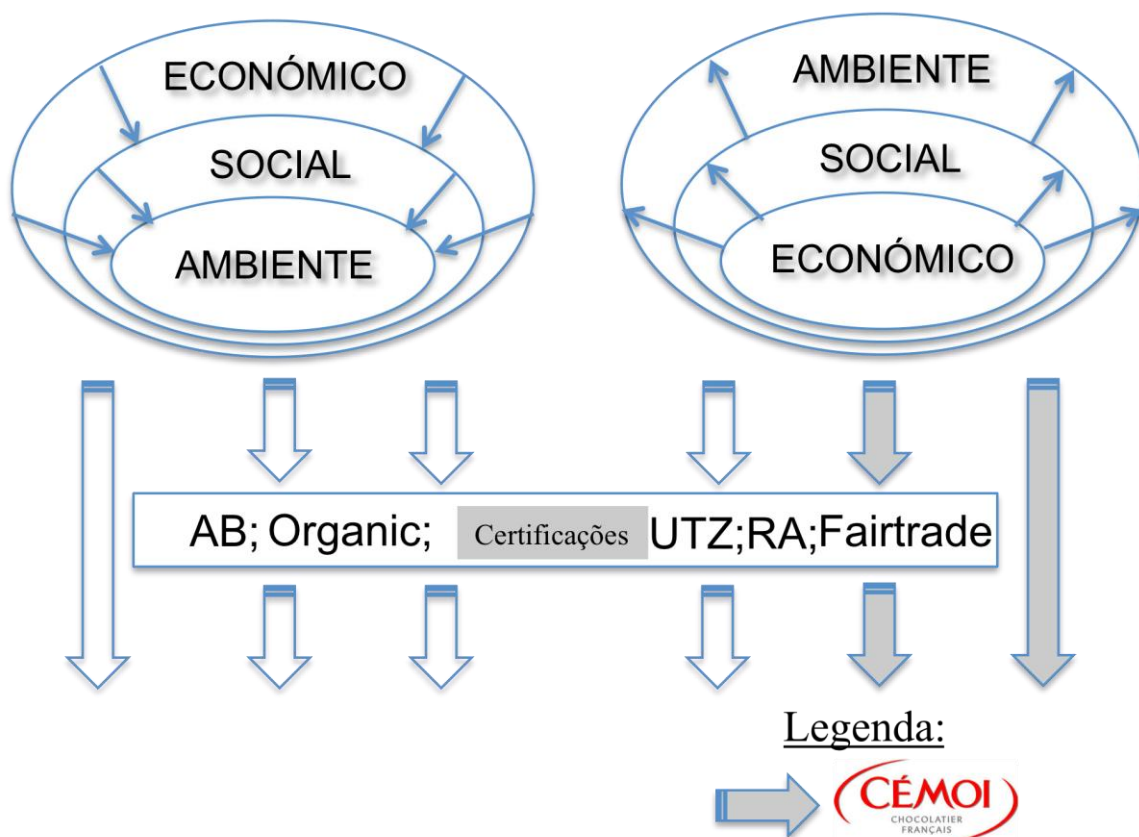 ECONÓMICO
SOCIAL
AMBIENTE
AMBIENTE
SOCIAL
ECONÓMICO
AB; Organic; Certificações UTZ;RA;Fairtrade
Legenda:
CÉMOI
CHOCOLATIER
FRANÇAIS